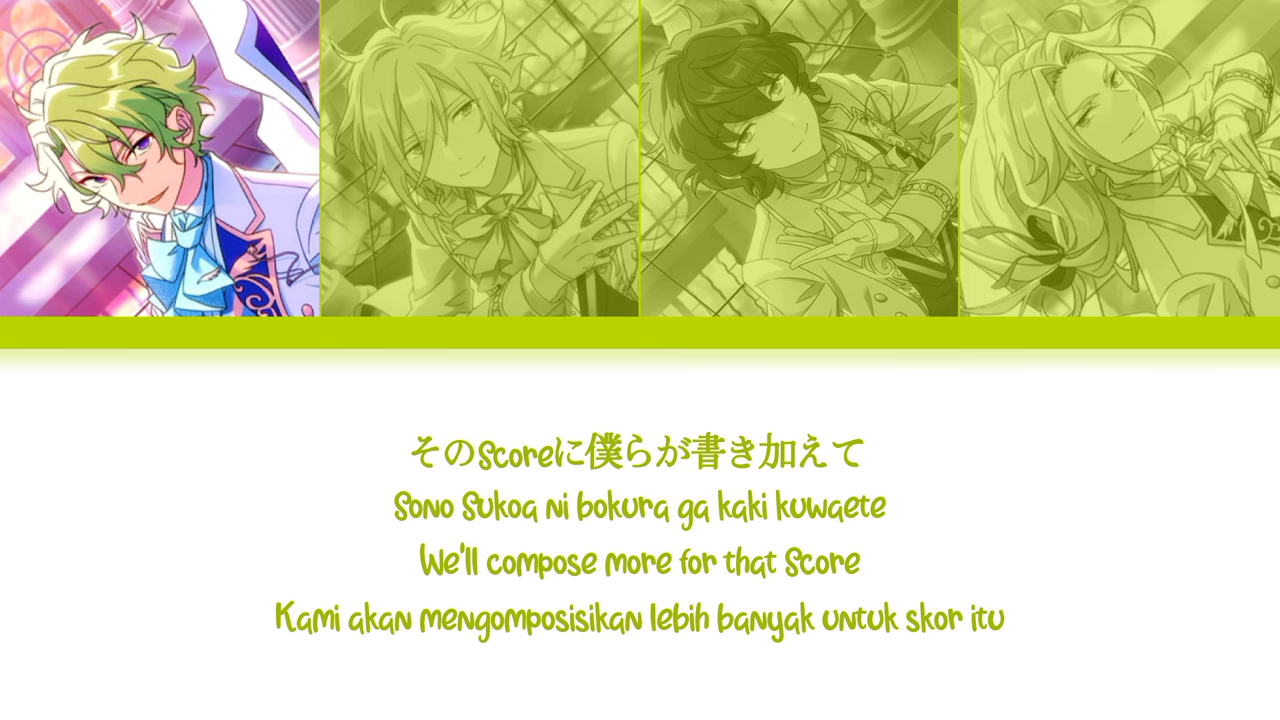 そのScoreに僕らが書き加えて
Sono Sukoa ni bokura ga kaki kuwaete
We'll compose more for that Score
Kami akan mengomposisikan lebih banyak untuk skor itu